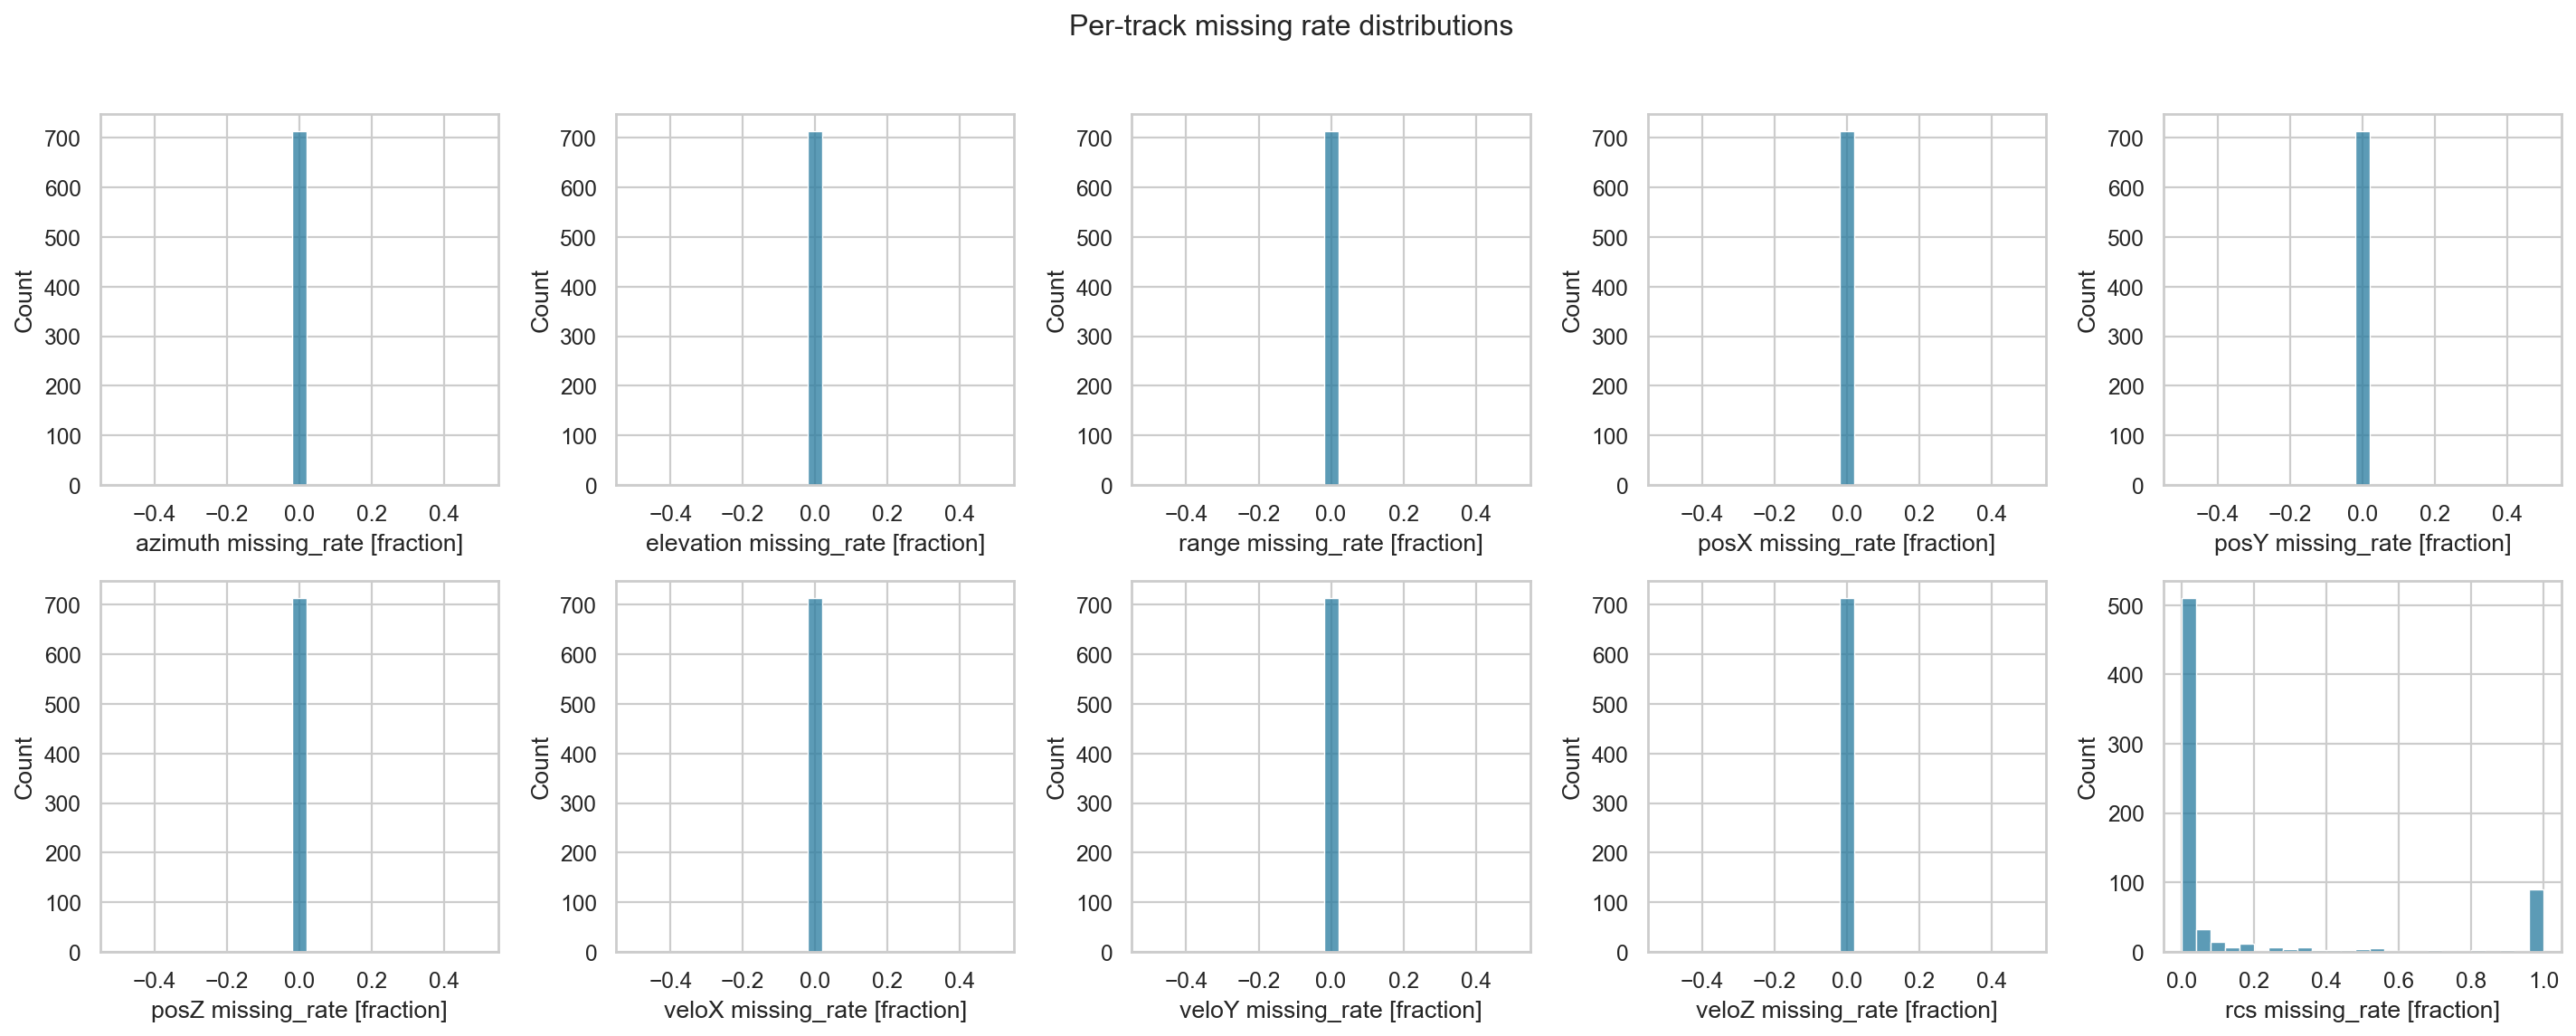 Per-track missing rate distributions
700
600
500
400
300
200
100
0
Count
−0.4 −0.2 0.0 0.2 0.4
azimuth missing_rate [fraction]
700
600
500
400
300
200
100
0
Count
−0.4 −0.2 0.0 0.2 0.4
elevation missing_rate [fraction]
700
600
500
400
300
200
100
0
Count
−0.4 −0.2 0.0 0.2 0.4
range missing_rate [fraction]
700
600
500
400
300
200
100
0
Count
−0.4 −0.2 0.0 0.2 0.4
posX missing_rate [fraction]
700
600
500
400
300
200
100
0
Count
−0.4 −0.2 0.0 0.2 0.4
posY missing_rate [fraction]
700
600
500
400
300
200
100
0
Count
−0.4 −0.2 0.0 0.2 0.4
posZ missing_rate [fraction]
700
600
500
400
300
200
100
0
Count
−0.4 −0.2 0.0 0.2 0.4
veloX missing_rate [fraction]
700
600
500
400
300
200
100
0
Count
−0.4 −0.2 0.0 0.2 0.4
veloY missing_rate [fraction]
700
600
500
400
300
200
100
0
Count
−0.4 −0.2 0.0 0.2 0.4
veloZ missing_rate [fraction]
500
400
300
200
100
0
Count
0.0 0.2 0.4 0.6 0.8 1.0
rcs missing_rate [fraction]